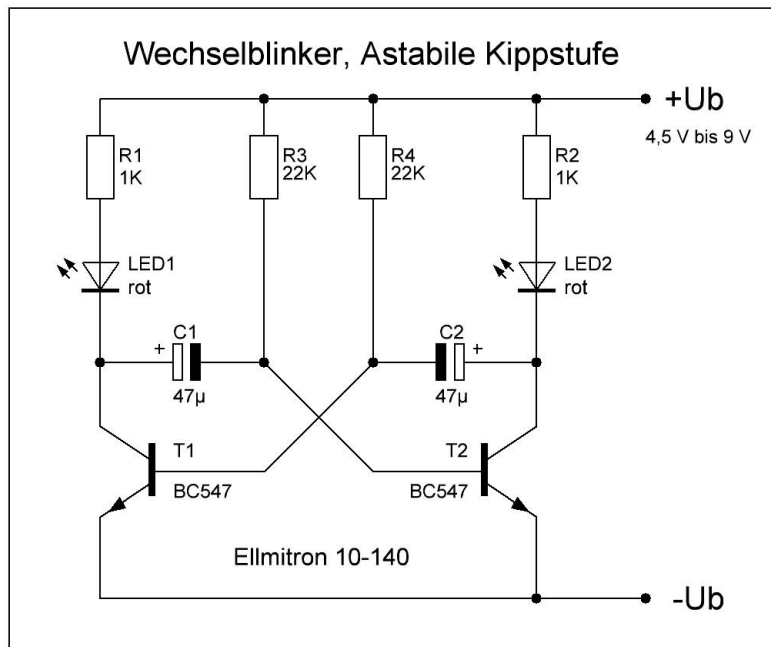 Wechselblinker, Astabile Kippstufe
+Ub
4,5 V bis 9 V
R1
1K
R3
22K
R4
22K
R2
1K
LED1
rot
LED2
rot
C1
+
47µ
C2
+
47µ
T1
BC547
T2
BC547
Ellmitron 10-140
-Ub